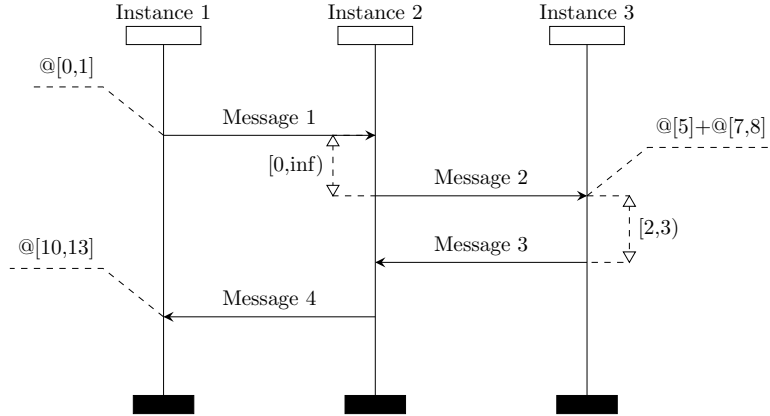 Instance 1
Instance 2
Instance 3
@[0,1]
Message 1
@[5]+@[7,8]
[0,inf)
Message 2
[2,3)
@[10,13]
Message 3
Message 4